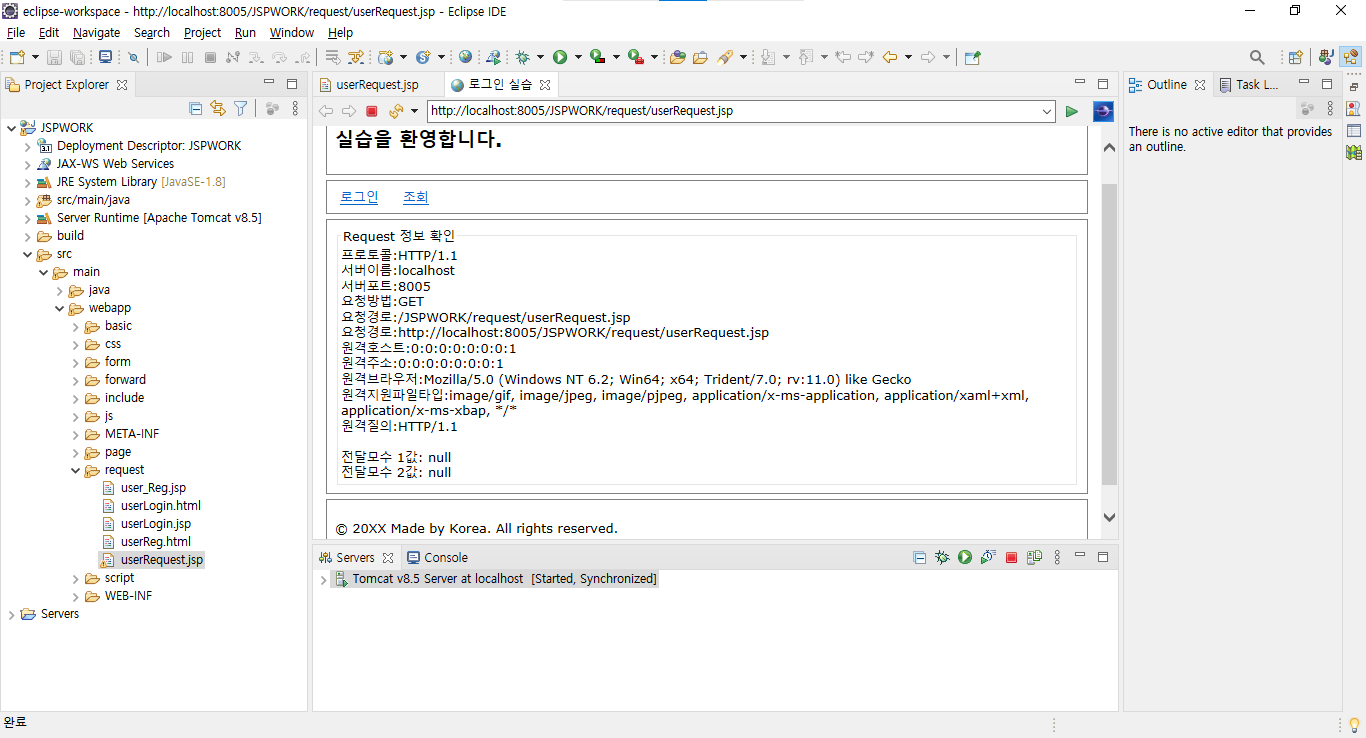 eclipse-workspace - http://localhost:8005/JSPWORK/request/userRequest.jsp - Eclipse IDE
File Edit Navigate Search Project Run Window Help
Project Explorer
JSPWORK
Deployment Descriptor: JSPWORK
JAX-WS Web Services
JRE System Library [JavaSE-1.8]
src/main/java
Server Runtime [Apache Tomcat v8.5]
build
src
main
java
webapp
basic
css
form
forward
include
js
META-INF
page
request
user_Reg.jsp
userLogin.html
userLogin.jsp
userReg.html
userRequest.jsp
script
WEB-INF
Servers
userRequest.jsp
로그인 실습
http://localhost:8005/JSPWORK/request/userRequest.jsp
실습을 환영합니다.
로그인 조회
Request 정보 확인
프로토콜:HTTP/1.1
서버이름:localhost
서버포트:8005
요청방법:GET
요청경로:/JSPWORK/request/userRequest.jsp
요청경로:http://localhost:8005/JSPWORK/request/userRequest.jsp
원격호스트:0:0:0:0:0:0:0:1
원격주소:0:0:0:0:0:0:0:1
원격브라우저:Mozilla/5.0 (Windows NT 6.2; Win64; x64; Trident/7.0; rv:11.0) like Gecko
원격지원파일타입:image/gif, image/jpeg, image/pjpeg, application/x-ms-application, application/xaml+xml,
application/x-ms-xbap, */*
원격질의:HTTP/1.1
전달모수 1값: null
전달모수 2값: null
© 20XX Made by Korea. All rights reserved.
Servers
Console
Tomcat v8.5 Server at localhost [Started, Synchronized]
Outline
Task L...
There is no active editor that provides
an outline.
완료